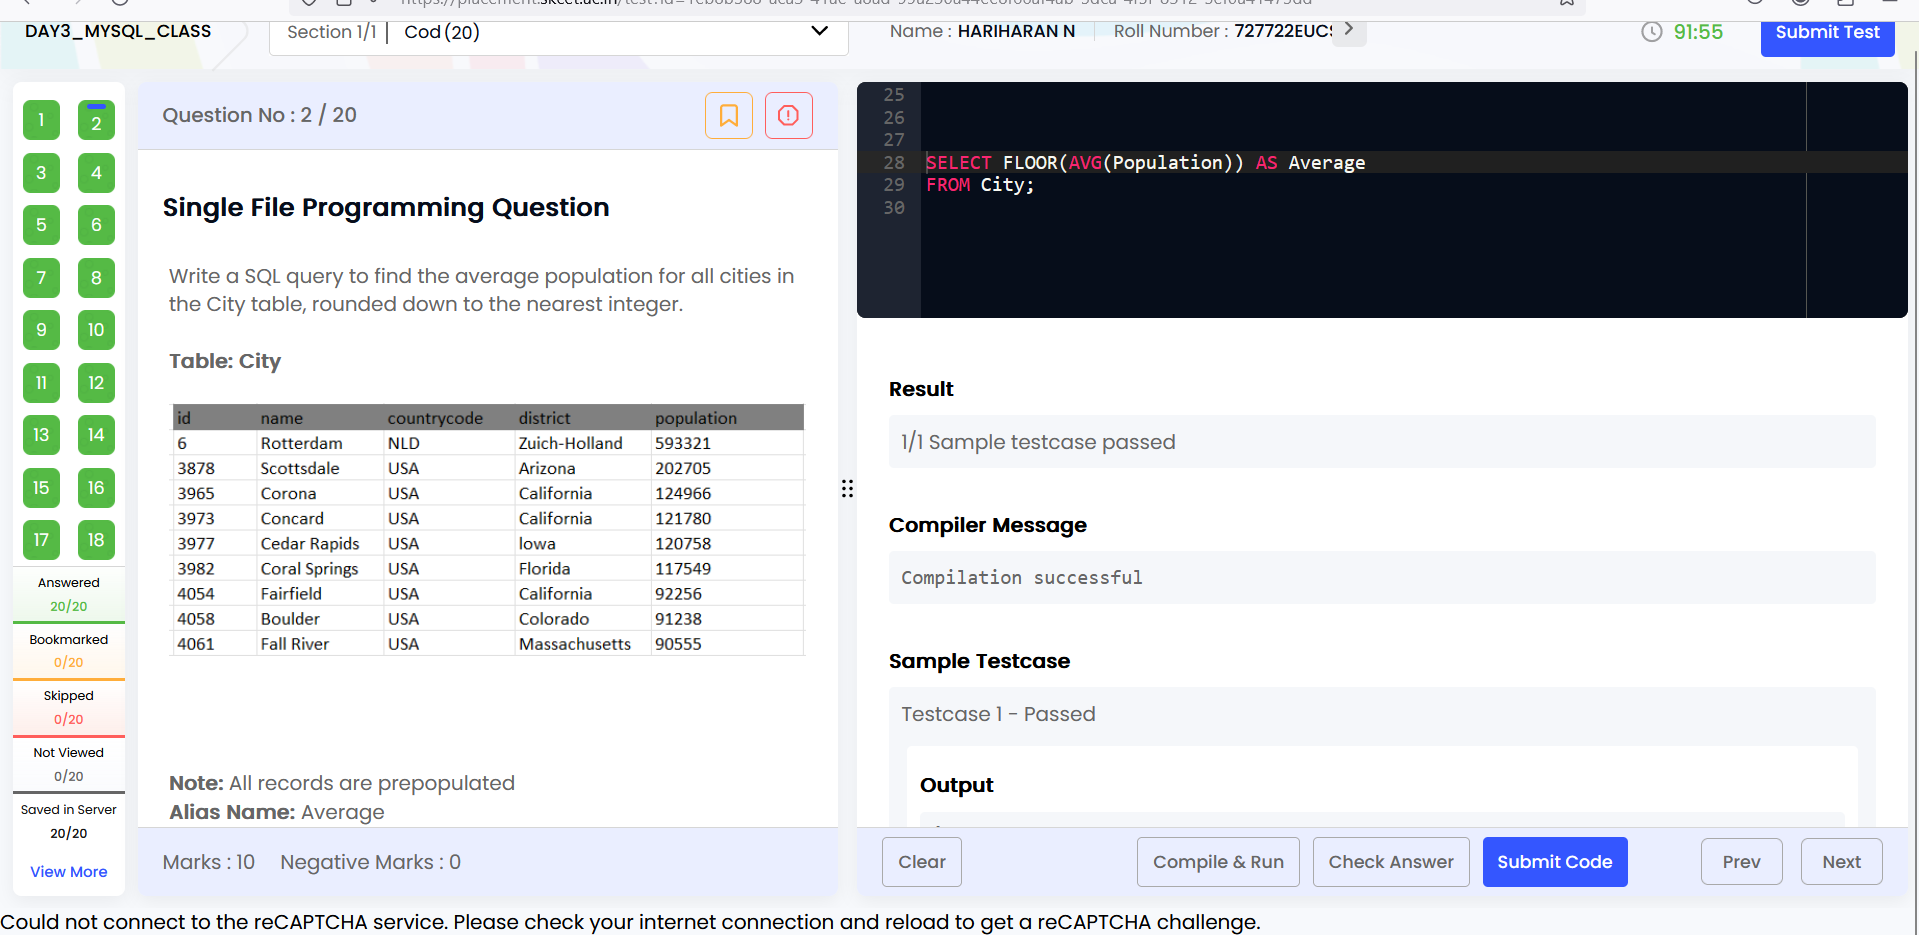 DAY3_MYSQL_CLASS
Section 1/1 | Cod (20)
Name : HARIHARAN N
Roll Number : 727722EUCS
91:55
Submit Test
1 2
3 4
5 6
7 8
9 10
11 12
13 14
15 16
17 18
Answered
20/20
Bookmarked
0/20
Skipped
0/20
Not Viewed
0/20
Saved in Server
20/20
View More
Question No : 2 / 20
Single File Programming Question
Write a SQL query to find the average population for all cities in
the City table, rounded down to the nearest integer.
Table: City
id name countrycode district population
6 Rotterdam NLD Zuich-Holland 593321
3878 Scottsdale USA Arizona 202705
3965 Corona USA California 124966
3973 Concard USA California 121780
3977 Cedar Rapids USA Iowa 120758
3982 Coral Springs USA Florida 117549
4054 Fairfield USA California 92256
4058 Boulder USA Colorado 91238
4061 Fall River USA Massachusetts 90555
Note: All records are prepopulated
Alias Name: Average
Marks : 10 Negative Marks : 0
25
26
27
28 SELECT FLOOR(AVG(Population)) AS Average
29 FROM City;
30
Result
1/1 Sample testcase passed
Compiler Message
Compilation successful
Sample Testcase
Testcase 1 - Passed
Output
Clear
Compile & Run
Check Answer
Submit Code
Prev
Next
Could not connect to the reCAPTCHA service. Please check your internet connection and reload to get a reCAPTCHA challenge.